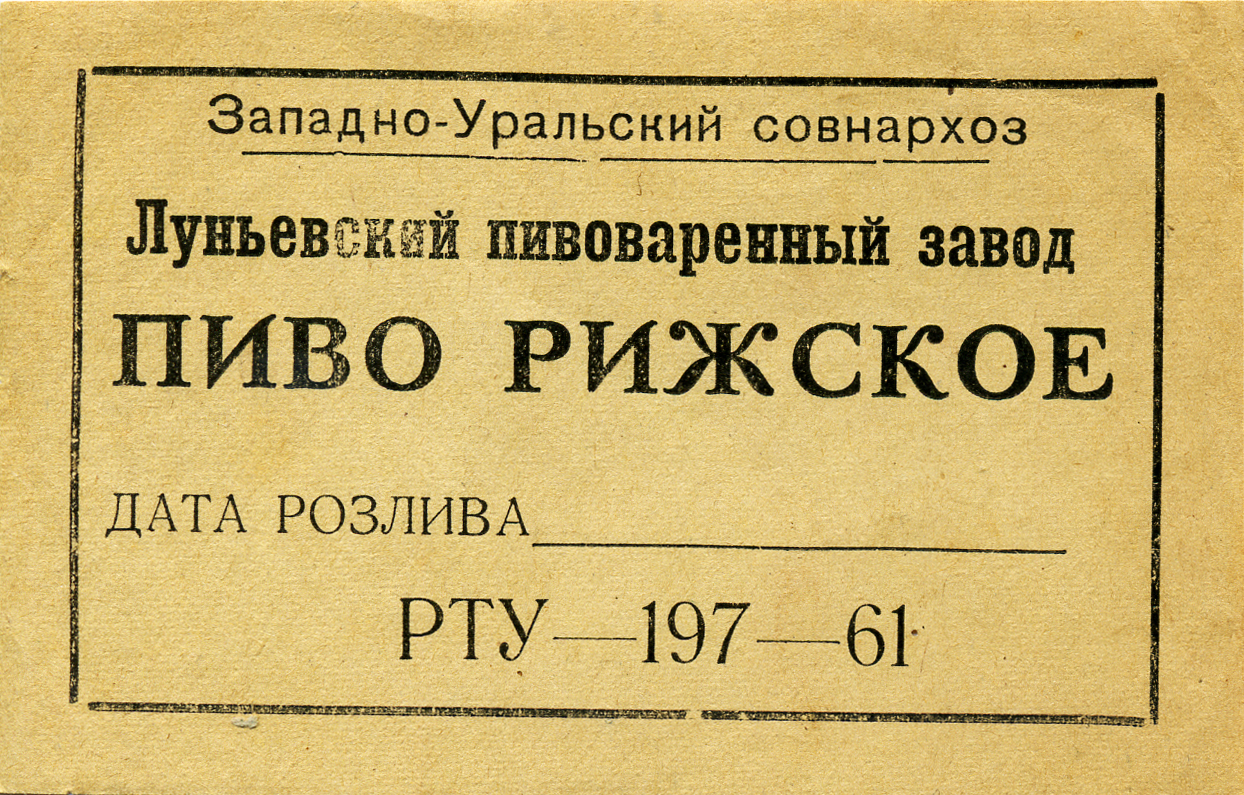 Западно-Уральский совнархоз
Луньевский пивоваренный завод
ПИВО РИЖСКОЕ
ДАТА РОЗЛИВА
РТУ—197—61